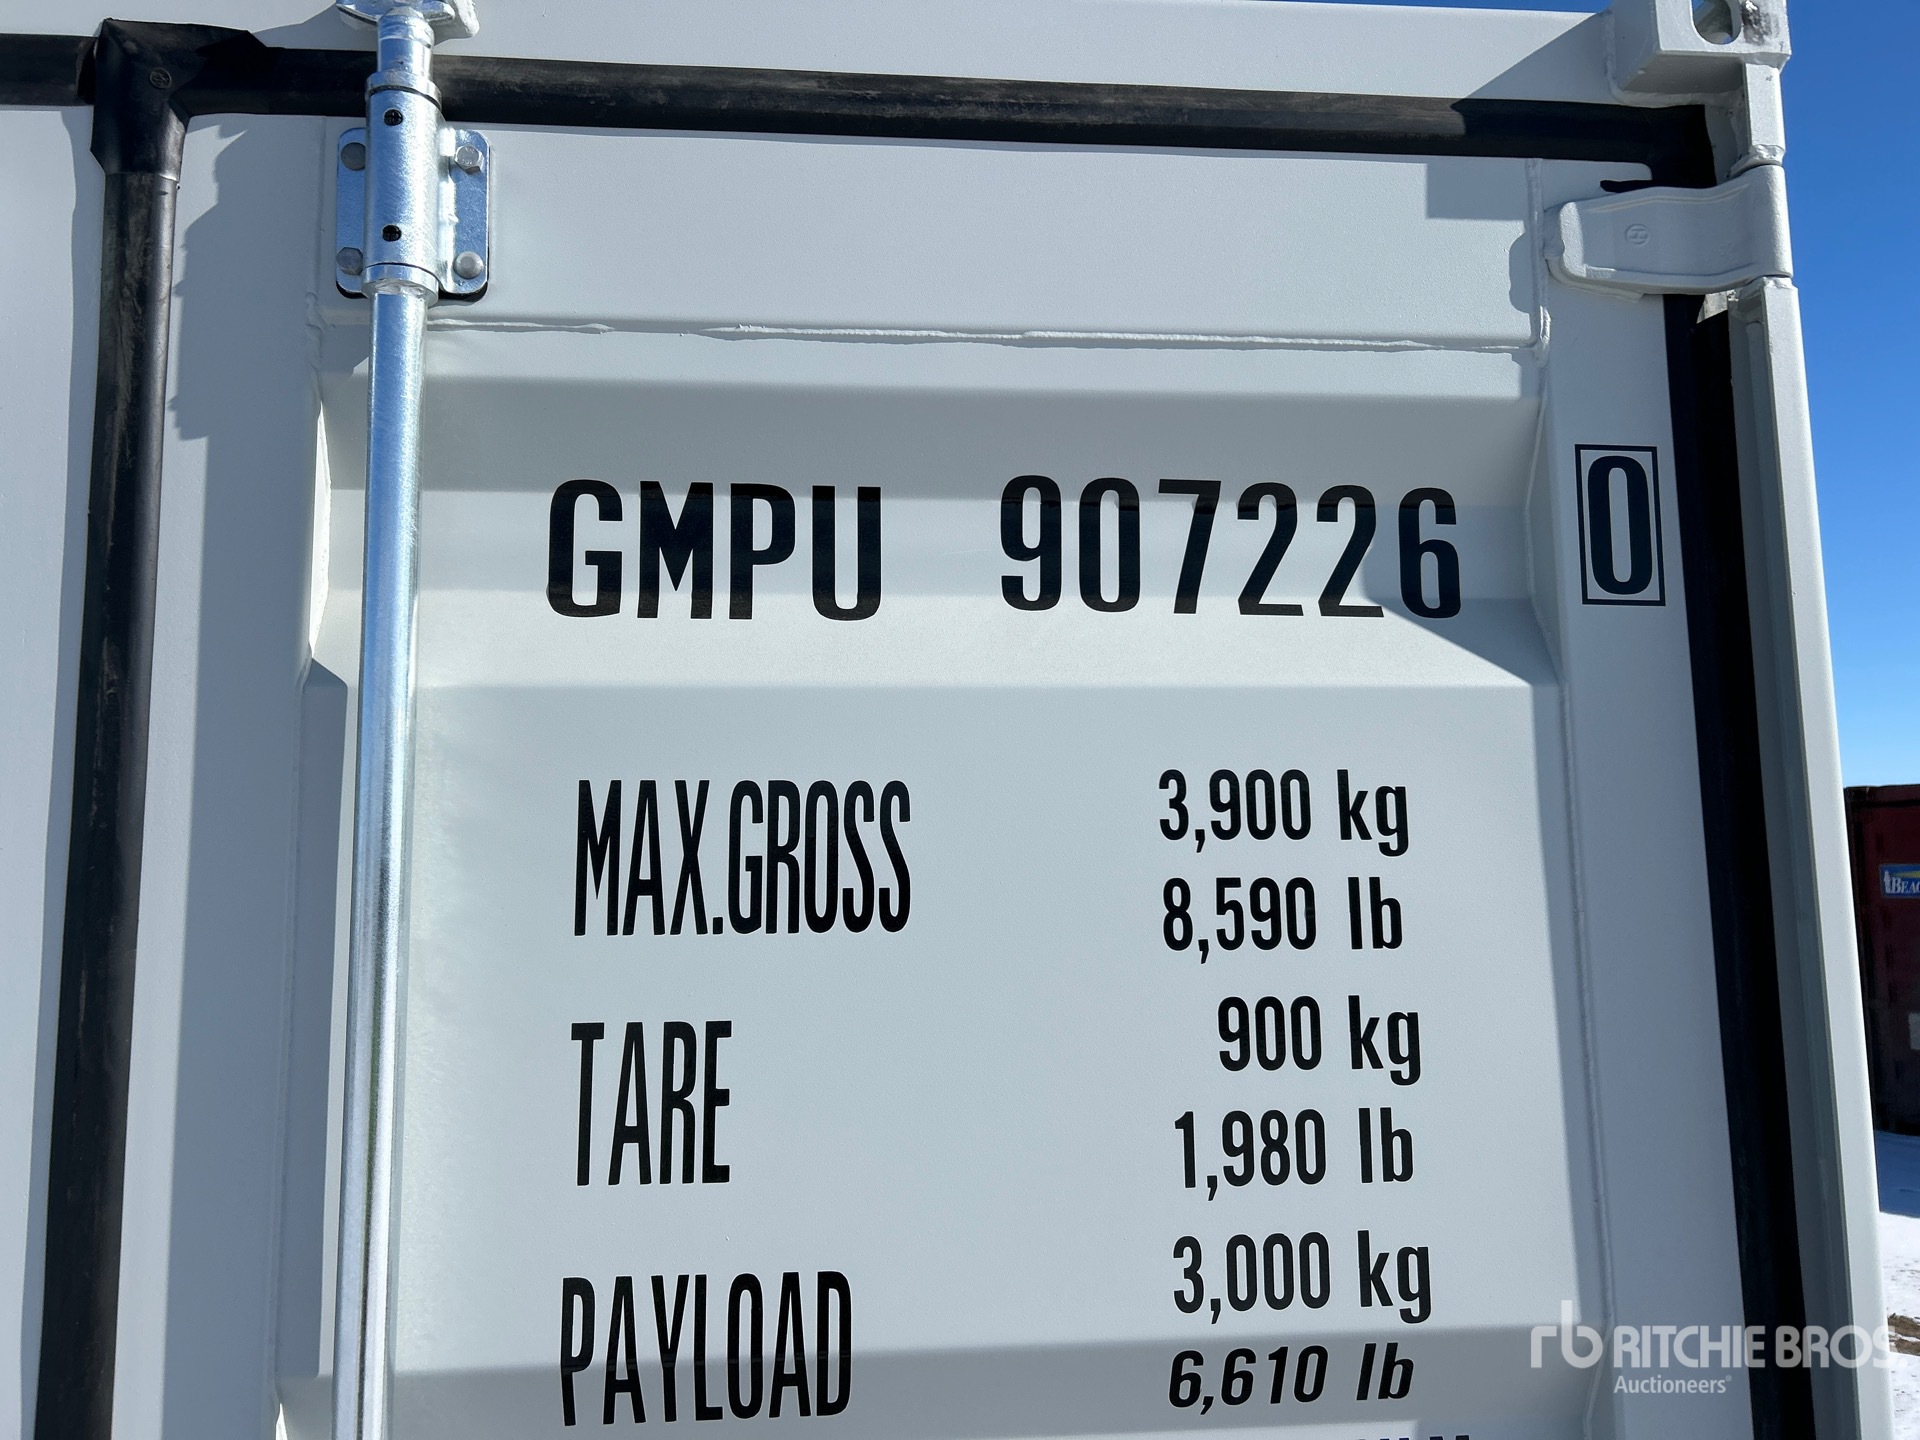 GMPU 907226 0
MAX.GROSS 3,900 kg
8,590 lb
TARE 900 kg
1,980 lb
PAYLOAD 3,000 kg
6,610 lb
rb RITCHIE BROS
Auctioneers